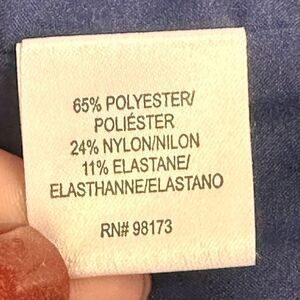 65% POLYESTER/
POLIÉSTER
24% NYLON/NILON
11% ELASTANE/
ELASTHANNE/ELASTANO
RN# 98173